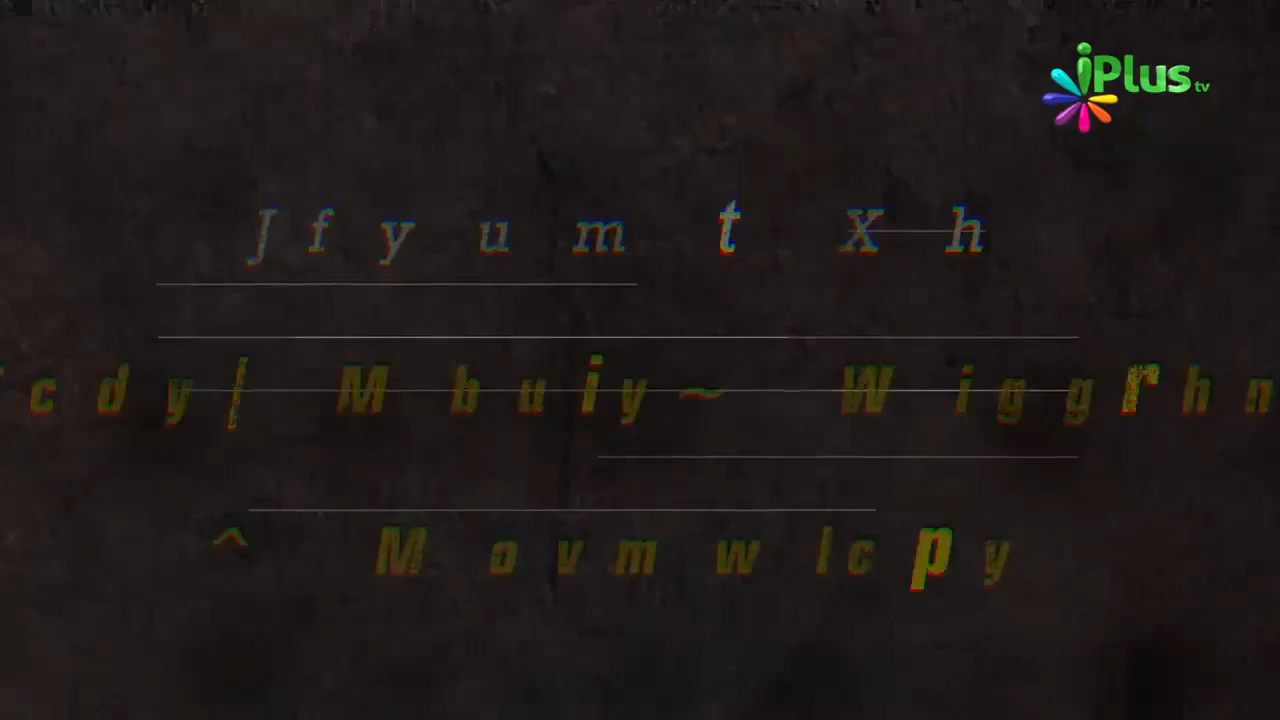 iPlus tv
J f y u m t X h
c d y | M b u i y ~ W i g g r h n
^ M o v m w l c p y